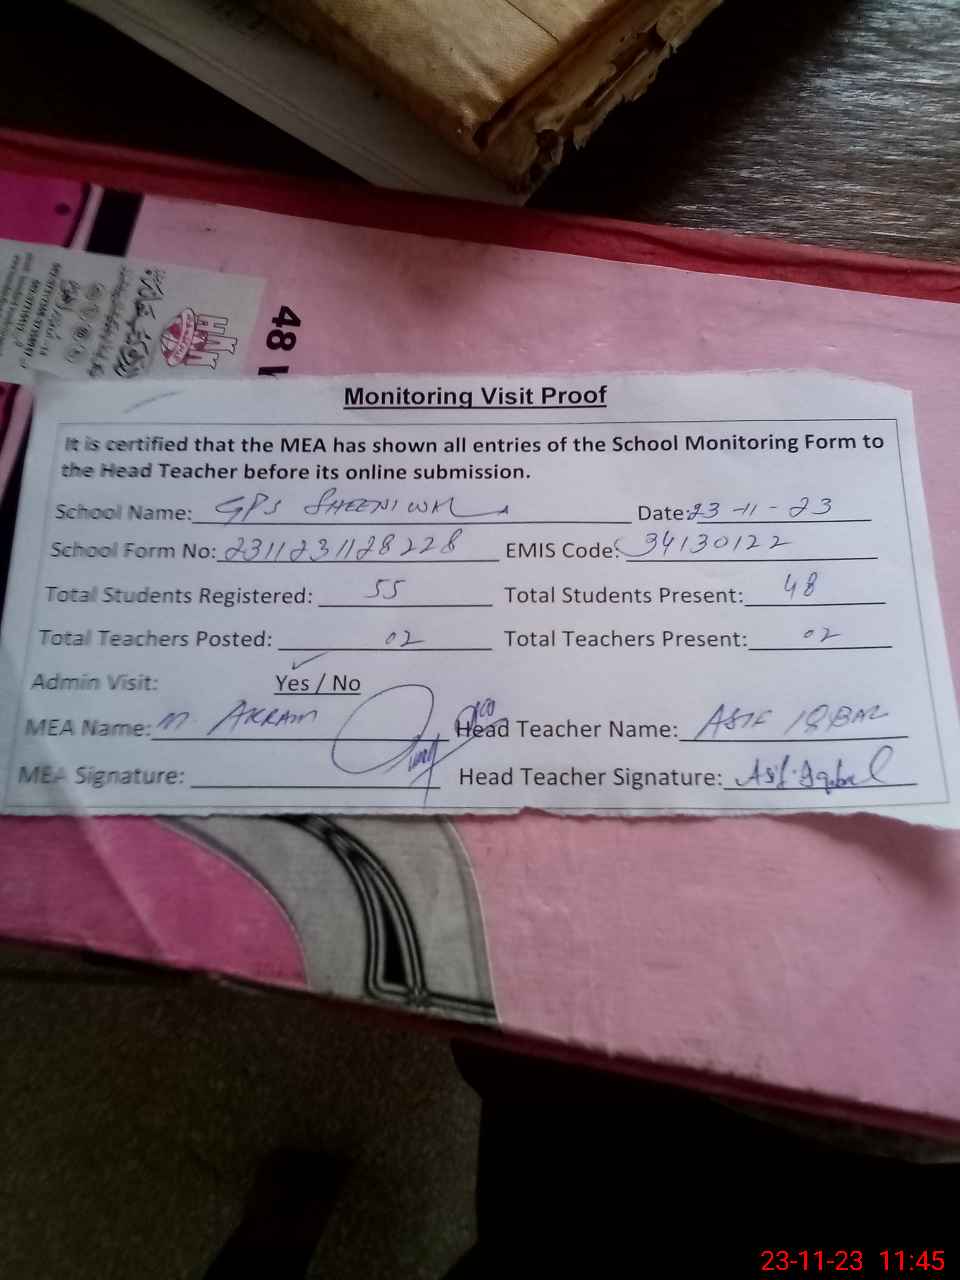 48
Monitoring Visit Proof
It is certified that the MEA has shown all entries of the School Monitoring Form to
the Head Teacher before its online submission.
School Name: GPS Date: 23-11-23
School Form No: 231123112822 8 EMIS Code: 34130122
Total Students Registered: 55 Total Students Present: 48
Total Teachers Posted: 02 Total Teachers Present: 02
Admin Visit: Yes / No
MEA Name: M. AKRAM Head Teacher Name: ASIF IQBAL
MEA Signature: Head Teacher Signature: Asif Iqbal
23-11-23 11:45